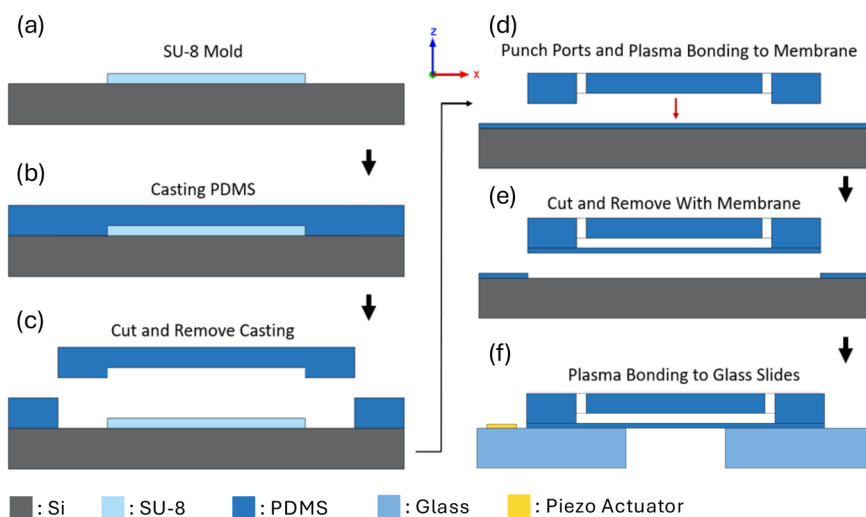 (a)
SU-8 Mold
(b)
Casting PDMS
(c)
Cut and Remove Casting
z
x
(d)
Punch Ports and Plasma Bonding to Membrane
(e)
Cut and Remove With Membrane
(f)
Plasma Bonding to Glass Slides
: Si
: SU-8
: PDMS
: Glass
: Piezo Actuator